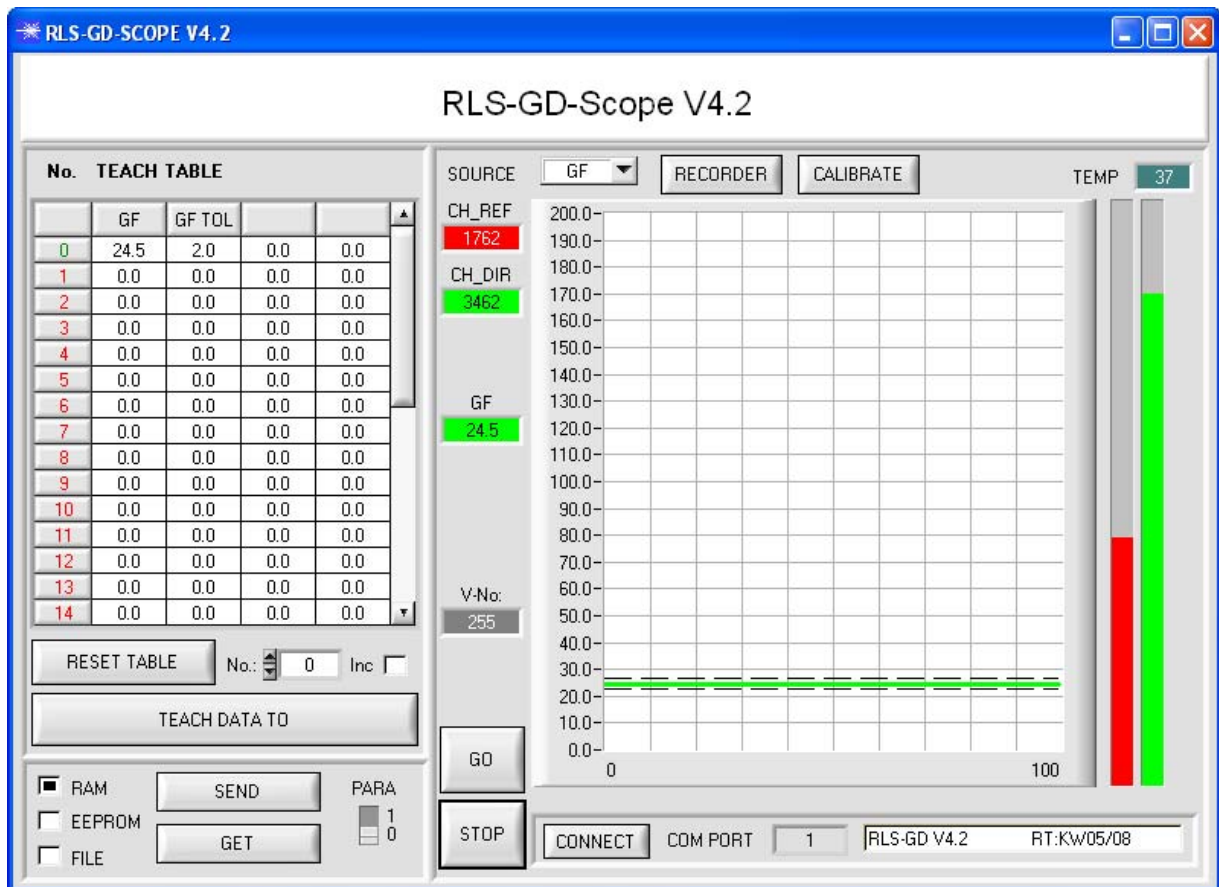 RLS-GD-SCOPE V4.2
RLS-GD-Scope V4.2
No. TEACH TABLE
GF GF TOL
0 24.5 2.0 0.0 0.0
1 0.0 0.0 0.0 0.0
2 0.0 0.0 0.0 0.0
3 0.0 0.0 0.0 0.0
4 0.0 0.0 0.0 0.0
5 0.0 0.0 0.0 0.0
6 0.0 0.0 0.0 0.0
7 0.0 0.0 0.0 0.0
8 0.0 0.0 0.0 0.0
9 0.0 0.0 0.0 0.0
10 0.0 0.0 0.0 0.0
11 0.0 0.0 0.0 0.0
12 0.0 0.0 0.0 0.0
13 0.0 0.0 0.0 0.0
14 0.0 0.0 0.0 0.0
RESET TABLE No.: 0 Inc
TEACH DATA TO
RAM
EEPROM
FILE
SEND
GET
PARA
1
0
SOURCE GF RECORDER CALIBRATE TEMP 37
CH_REF
1762
CH_DIR
3462
GF
24.5
V-No:
255
GO
STOP
200.0
190.0
180.0
170.0
160.0
150.0
140.0
130.0
120.0
110.0
100.0
90.0
80.0
70.0
60.0
50.0
40.0
30.0
20.0
10.0
0.0
0 100
CONNECT COM PORT 1 RLS-GD V4.2 RT:KW05/08